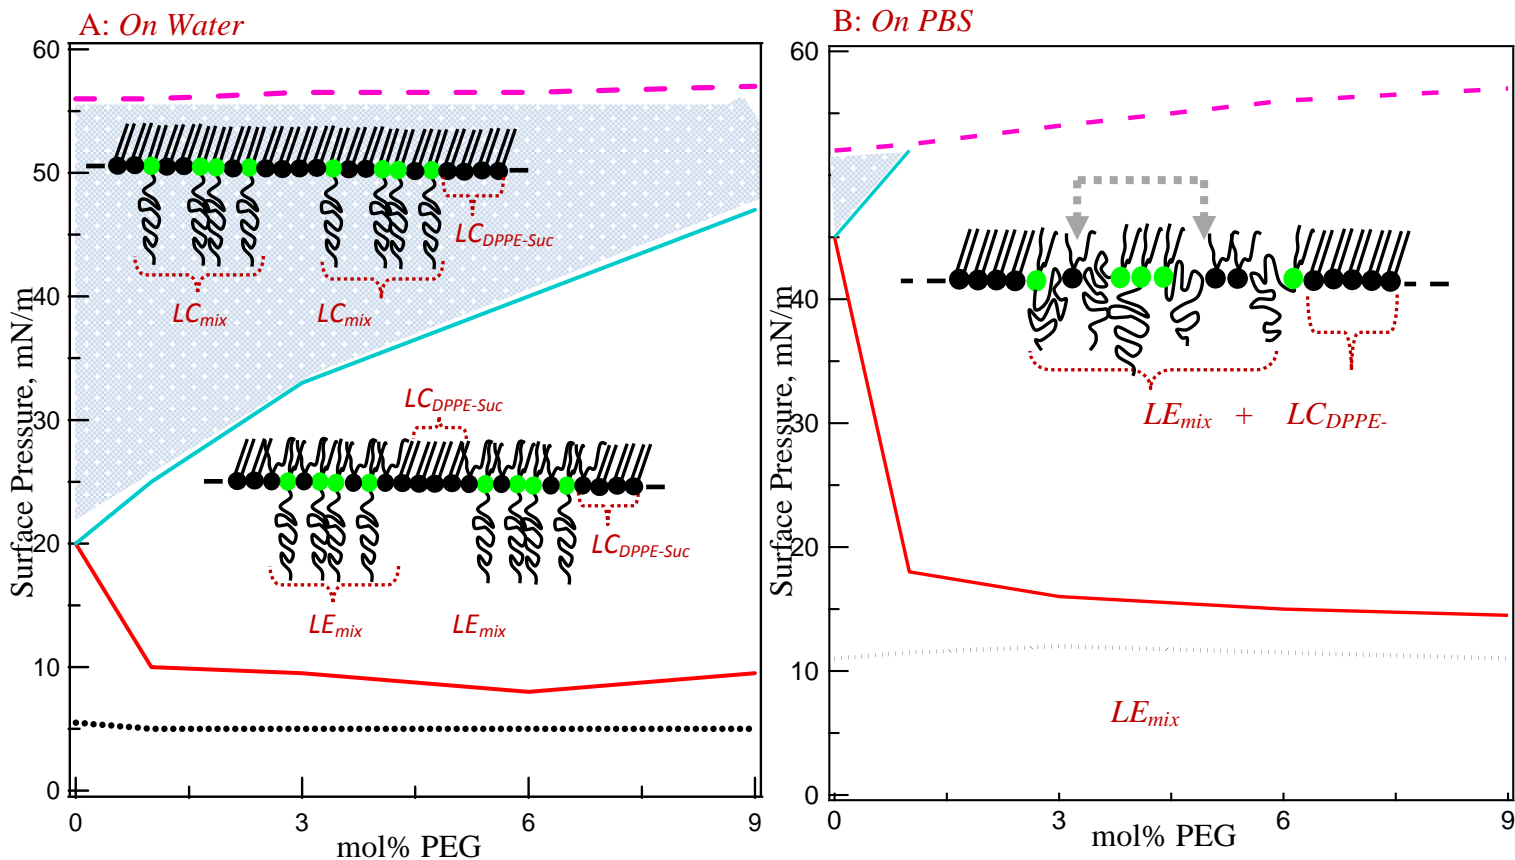 A: On Water
60
50
40
30
20
10
0
Surface Pressure, mN/m
LC_DPPE-Suc
LC_mix
LC_mix
LC_DPPE-Suc
LC_DPPE-Suc
LE_mix
LE_mix
0 3 6 9
mol% PEG
B: On PBS
60
50
40
30
20
10
0
Surface Pressure, mN/m
LE_mix + LC_DPPE-
LE_mix
0 3 6 9
mol% PEG